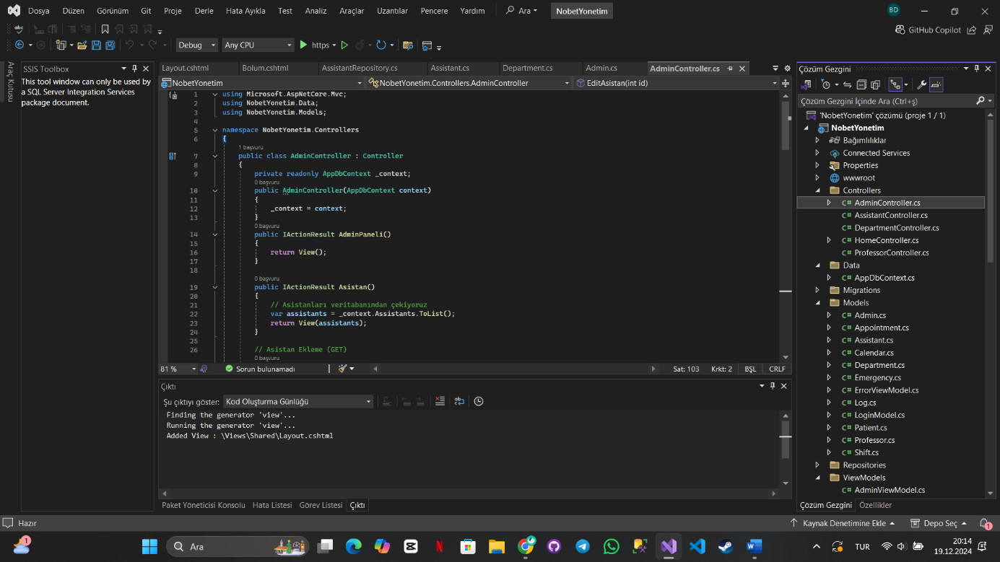 Dosya Düzen Görünüm Git Proje Derle Hata Ayıkla Test Analiz Araçlar Uzantılar Pencere Yardım Ara NobetYonetim BD
abc
GitHub Copilot
Debug Any CPU https
Araç Kutusu
SSIS Toolbox
This tool window can only be used by
a SQL Server Integration Services
package document.
Layout.cshtml Bolum.cshtml AssistantRepository.cs Assistant.cs Department.cs Admin.cs AdminController.cs
NobetYonetim NobetYonetim.Controllers.AdminController EditAsistan(int id)
1 using Microsoft.AspNetCore.Mvc;
2 using NobetYonetim.Data;
3 using NobetYonetim.Models;
4
5 namespace NobetYonetim.Controllers
6 {
1 başvuru
7 public class AdminController : Controller
8 {
9 private readonly AppDbContext _context;
0 başvuru
10 public AdminController(AppDbContext context)
11 {
12 _context = context;
13 }
0 başvuru
14 public IActionResult AdminPaneli()
15 {
16 return View();
17 }
18
0 başvuru
19 public IActionResult Asistan()
20 {
21 // Asistanları veritabanından çekiyoruz
22 var assistants = _context.Assistants.ToList();
23 return View(assistants);
24 }
25
26 // Asistan Ekleme (GET)
0 başvuru
81 % Sorun bulunamadı Sat: 103 Krkt: 2 BŞL CRLF
Çıktı
Şu çıktıyı göster: Kod Oluşturma Günlüğü
Finding the generator 'view'...
Running the generator 'view'...
Added View : \Views\Shared\Layout.cshtml
Paket Yöneticisi Konsolu Hata Listesi Görev Listesi Çıktı
Çözüm Gezgini
Çözüm Gezgini İçinde Ara (Ctrl+ş)
'NobetYonetim' çözümü (proje 1 / 1)
NobetYonetim
Bağımlılıklar
Connected Services
Properties
wwwroot
Controllers
C# AdminController.cs
C# AssistantController.cs
C# DepartmentController.cs
C# HomeController.cs
C# ProfessorController.cs
Data
C# AppDbContext.cs
Migrations
Models
C# Admin.cs
C# Appointment.cs
C# Assistant.cs
C# Calendar.cs
C# Department.cs
C# Emergency.cs
C# ErrorViewModel.cs
C# Log.cs
C# LoginModel.cs
C# Patient.cs
C# Professor.cs
C# Shift.cs
Repositories
ViewModels
C# AdminViewModel.cs
Çözüm Gezgini Özellikler
Hazır Kaynak Denetimine Ekle Depo Seç 1
1 Ara TUR 20:14
19.12.2024